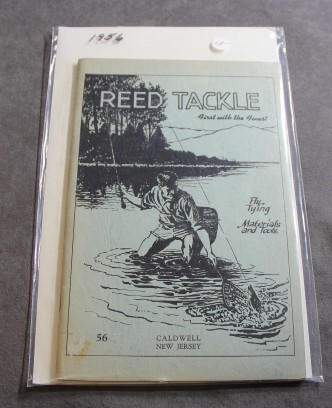 1956
REED TACKLE
First with the Finest
Fly-
Tying
Materials
and Tools
56
CALDWELL
NEW JERSEY